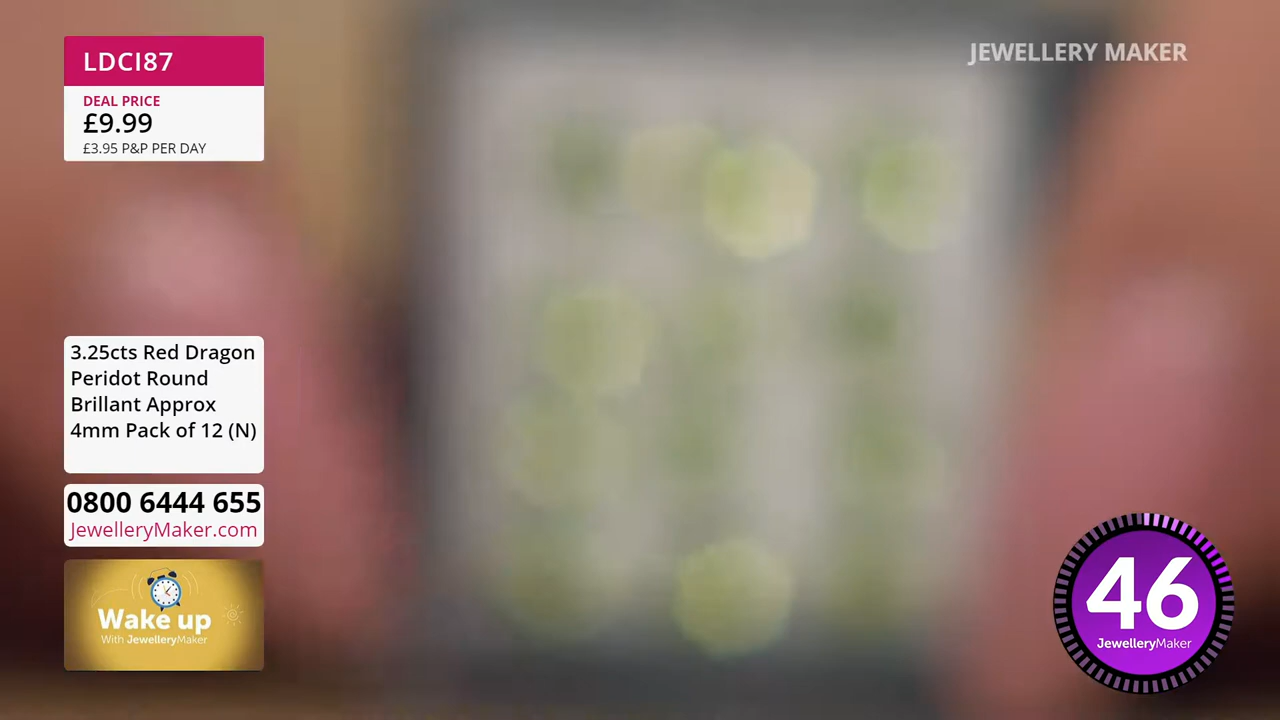 LDCI87
DEAL PRICE
£9.99
£3.95 P&P PER DAY
JEWELLERY MAKER
3.25cts Red Dragon
Peridot Round
Brillant Approx
4mm Pack of 12 (N)
0800 6444 655
JewelleryMaker.com
Wake up
With JewelleryMaker
46
JewelleryMaker